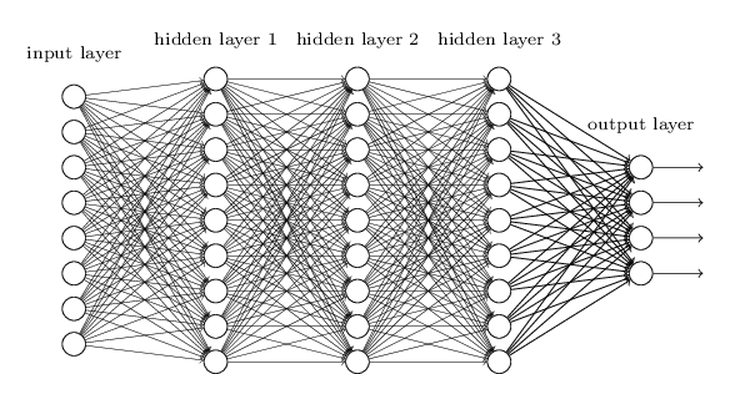 input layer
hidden layer 1
hidden layer 2
hidden layer 3
output layer